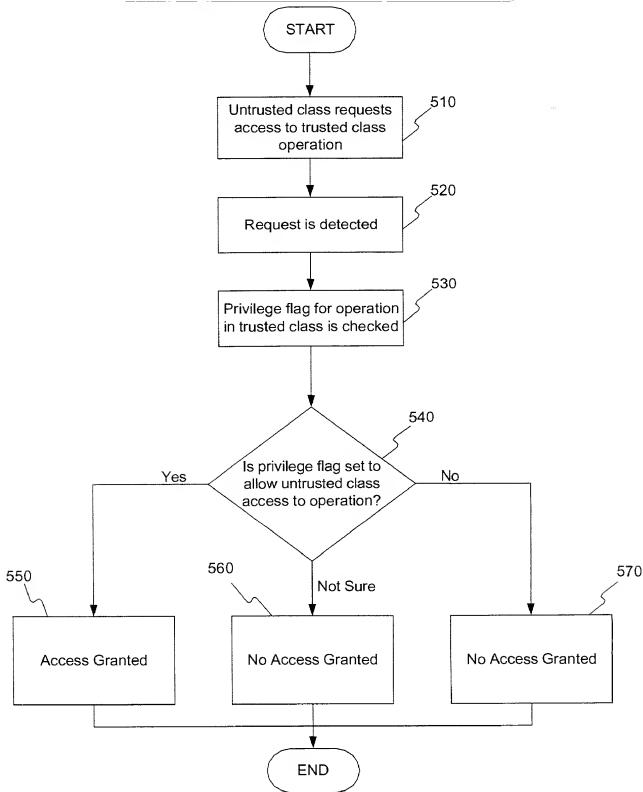 START
Untrusted class requests
access to trusted class
operation
510
Request is detected
520
Privilege flag for operation
in trusted class is checked
530
Is privilege flag set to
allow untrusted class
access to operation?
540
Yes
No
Not Sure
550
Access Granted
560
No Access Granted
570
No Access Granted
END